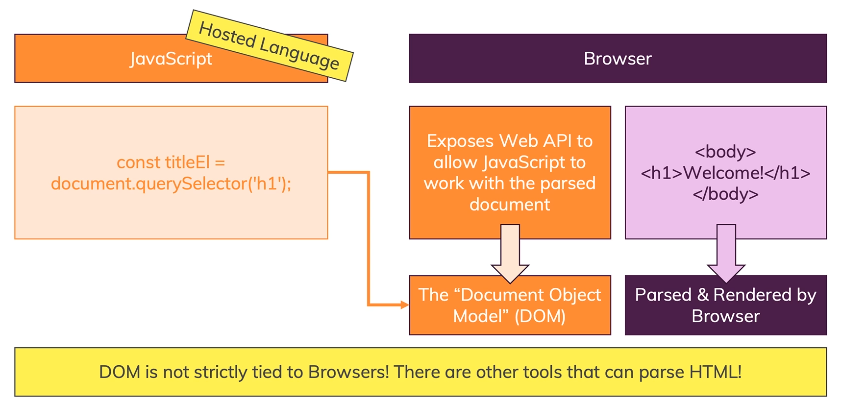 Hosted Language
JavaScript
Browser
const titleEl =
document.querySelector('h1');
Exposes Web API to
allow JavaScript to
work with the parsed
document
<body>
<h1>Welcome!</h1>
</body>
The “Document Object
Model” (DOM)
Parsed & Rendered by
Browser
DOM is not strictly tied to Browsers! There are other tools that can parse HTML!